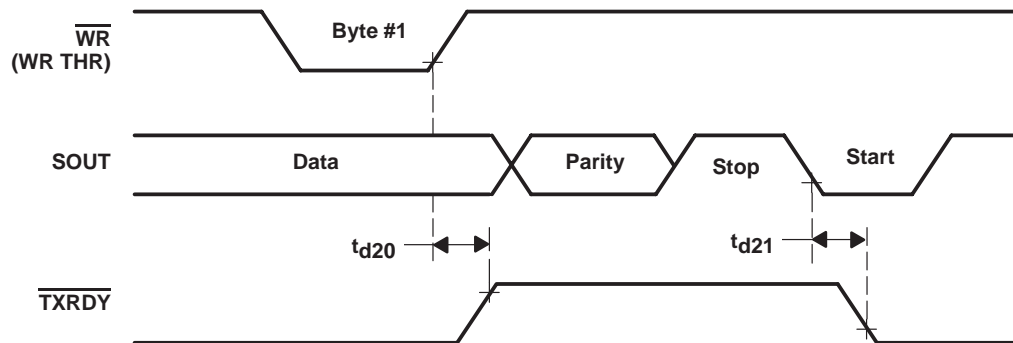 Byte #1
WR
(WR THR)
SOUT
Data
Parity
Stop
Start
td20
td21
TXRDY